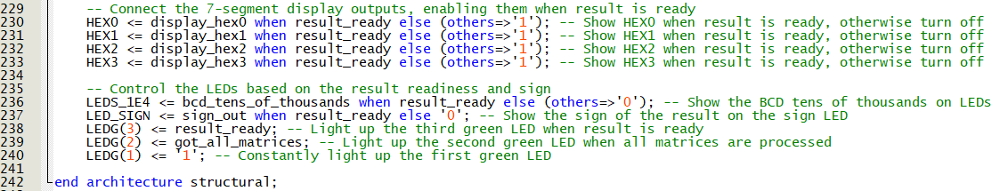 229 -- Connect the 7-segment display outputs, enabling them when result is ready
230 HEX0 <= display_hex0 when result_ready else (others=>'1'); -- Show HEX0 when result is ready, otherwise turn off
231 HEX1 <= display_hex1 when result_ready else (others=>'1'); -- Show HEX1 when result is ready, otherwise turn off
232 HEX2 <= display_hex2 when result_ready else (others=>'1'); -- Show HEX2 when result is ready, otherwise turn off
233 HEX3 <= display_hex3 when result_ready else (others=>'1'); -- Show HEX3 when result is ready, otherwise turn off
234
235 -- Control the LEDs based on the result readiness and sign
236 LEDS_1E4 <= bcd_tens_of_thousands when result_ready else (others=>'0'); -- Show the BCD tens of thousands on LEDs
237 LED_SIGN <= sign_out when result_ready else '0'; -- Show the sign of the result on the sign LED
238 LEDG(3) <= result_ready; -- Light up the third green LED when result is ready
239 LEDG(2) <= got_all_matrices; -- Light up the second green LED when all matrices are processed
240 LEDG(1) <= '1'; -- Constantly light up the first green LED
241
242 end architecture structural;